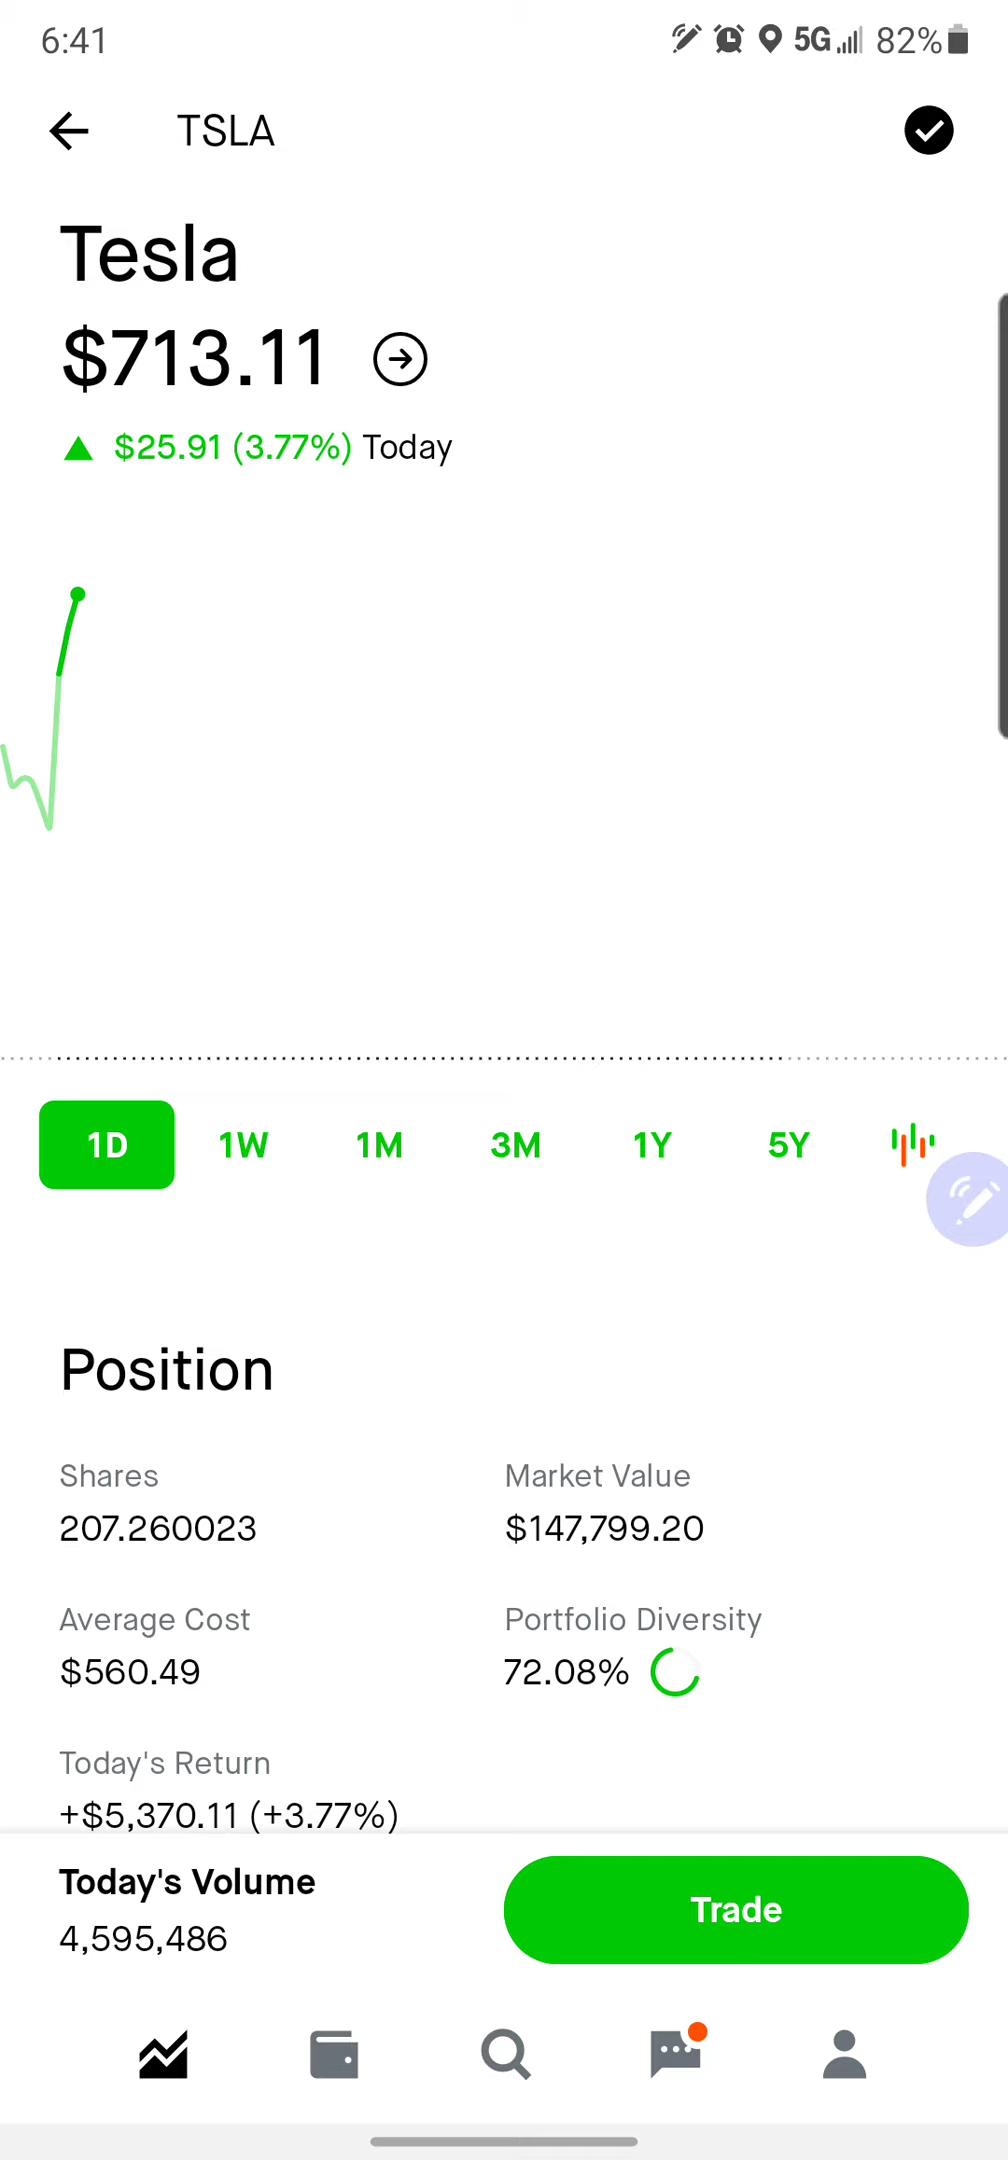 6:41
5G 82%
TSLA
Tesla
$713.11
$25.91 (3.77%) Today
1D 1W 1M 3M 1Y 5Y
Position
Shares Market Value
207.260023 $147,799.20
Average Cost Portfolio Diversity
$560.49 72.08%
Today's Return
+$5,370.11 (+3.77%)
Today's Volume
4,595,486
Trade